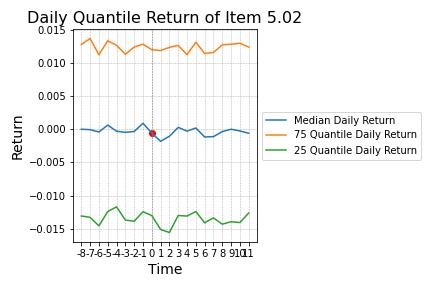 Daily Quantile Return of Item 5.02
Return
0.015
0.010
0.005
0.000
−0.005
−0.010
−0.015
-8-7-6-5-4-3-2-1 0 1 2 3 4 5 6 7 8 91011
Time
Median Daily Return
75 Quantile Daily Return
25 Quantile Daily Return